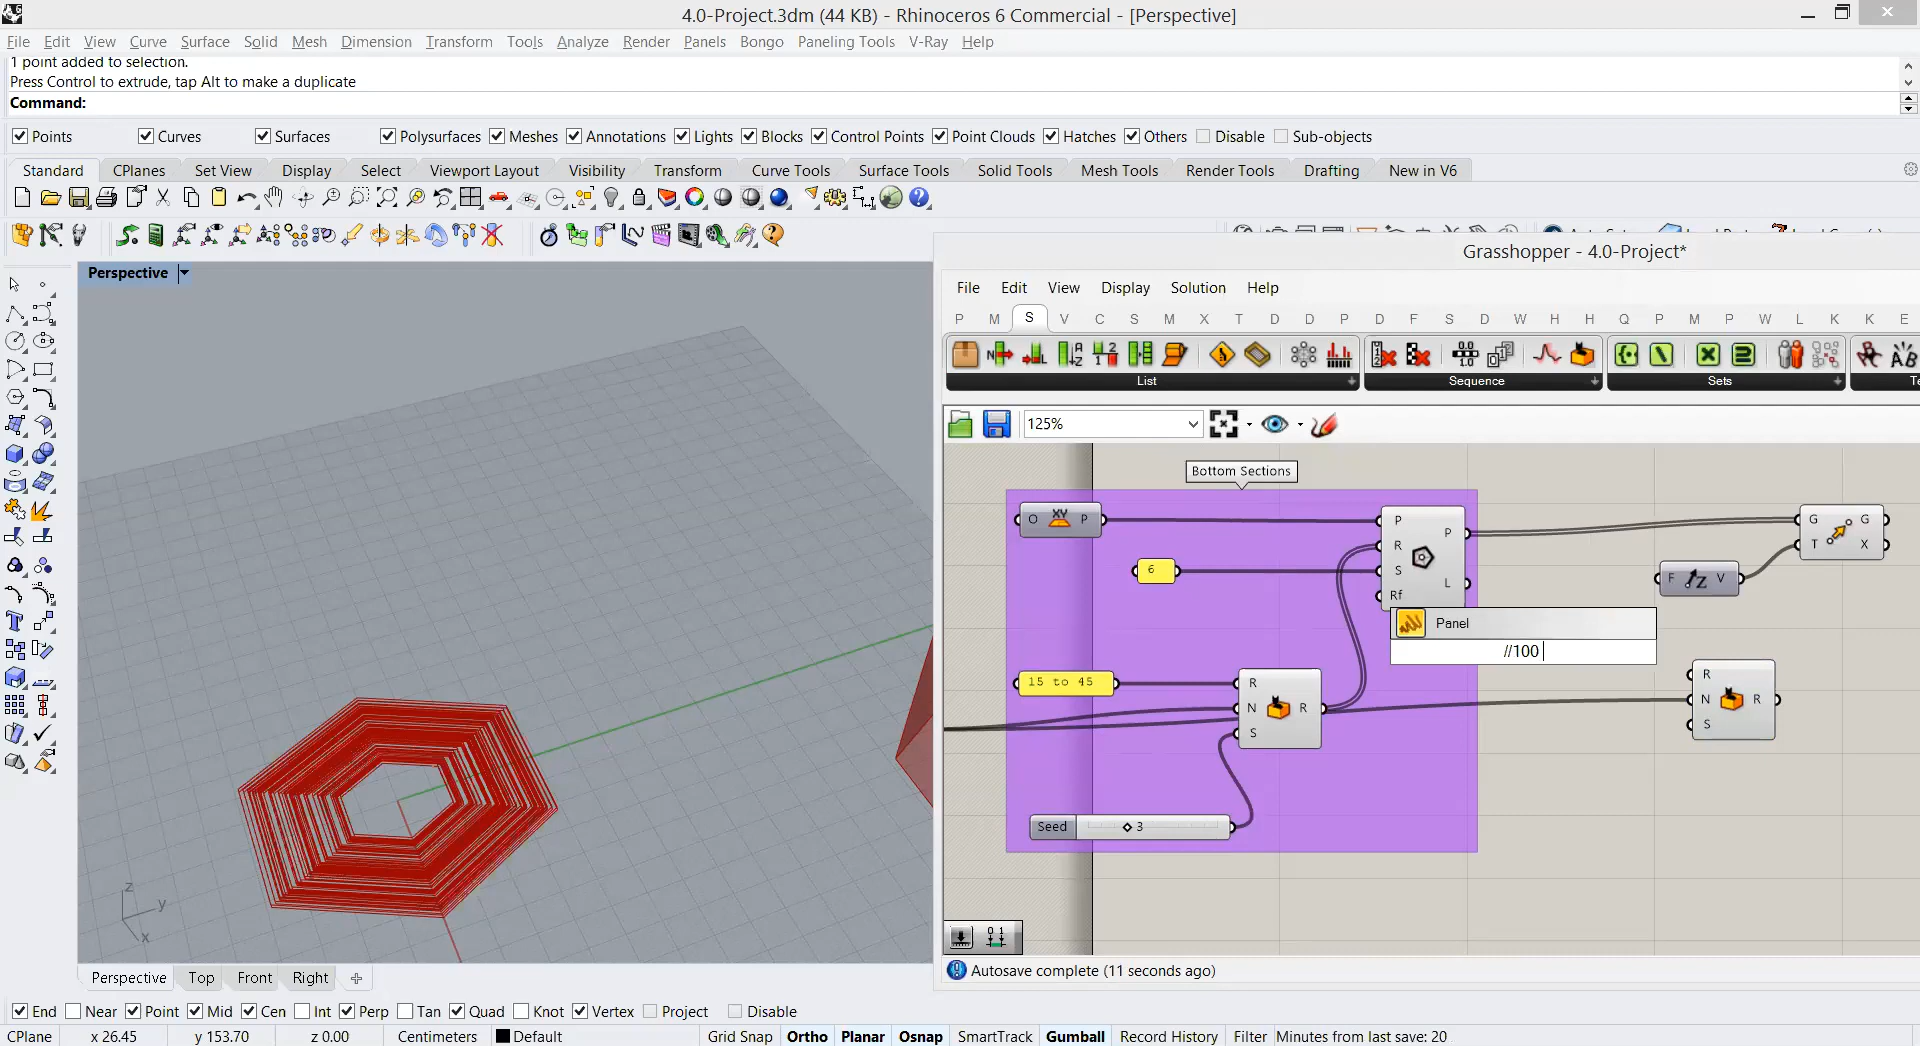 4.0-Project.3dm (44 KB) - Rhinoceros 6 Commercial - [Perspective]
File Edit View Curve Surface Solid Mesh Dimension Transform Tools Analyze Render Panels Bongo Paneling Tools V-Ray Help
1 point added to selection.
Press Control to extrude, tap Alt to make a duplicate
Command:
Points Curves Surfaces Polysurfaces Meshes Annotations Lights Blocks Control Points Point Clouds Hatches Others Disable Sub-objects
Standard CPlanes Set View Display Select Viewport Layout Visibility Transform Curve Tools Surface Tools Solid Tools Mesh Tools Render Tools Drafting New in V6
Perspective
Grasshopper - 4.0-Project*
File Edit View Display Solution Help
P M S V C S M X T D D P D F S D W H H Q P M P W L K K E
List Sequence Sets
125%
Bottom Sections
O XY P
P
R
S
Rf
P
L
6
G
T
G
X
F Z V
Panel
//100
15 to 45
R
N
S
R
R
N
S
R
Seed 3
z
y
x
0 1
Autosave complete (11 seconds ago)
Perspective Top Front Right
End Near Point Mid Cen Int Perp Tan Quad Knot Vertex Project Disable
CPlane x 26.45 y 153.70 z 0.00 Centimeters Default Grid Snap Ortho Planar Osnap SmartTrack Gumball Record History Filter Minutes from last save: 20